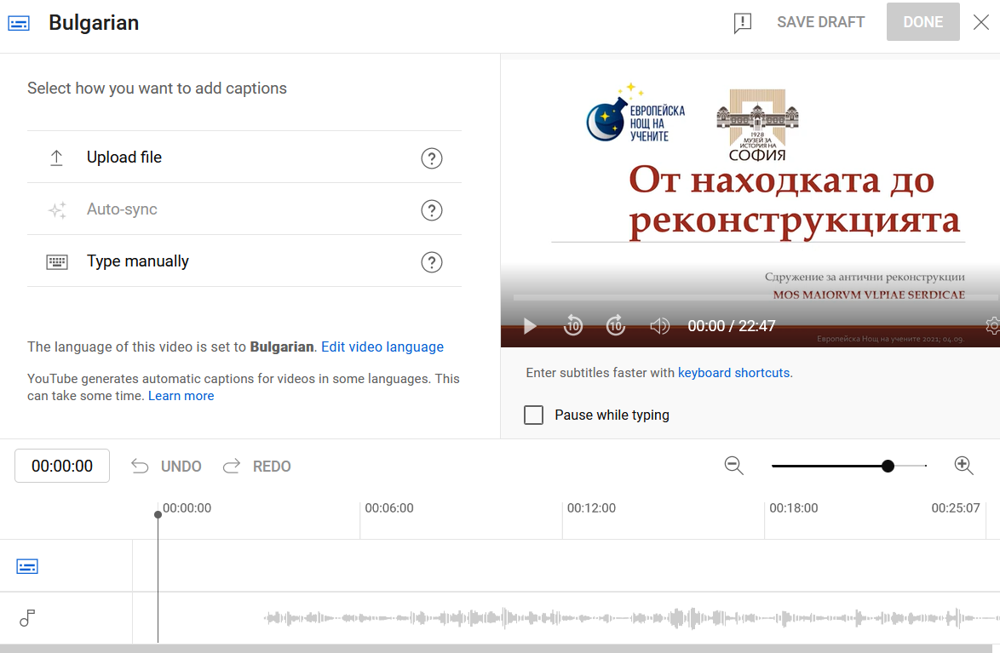 Bulgarian
SAVE DRAFT
DONE
Select how you want to add captions
Upload file
?
Auto-sync
?
Type manually
?
The language of this video is set to Bulgarian. Edit video language
YouTube generates automatic captions for videos in some languages. This
can take some time. Learn more
ЕВРОПЕЙСКА
НОЩ НА
УЧЕНИТЕ
1928
МУЗЕЙ ЗА
ИСТОРИЯ НА
СОФИЯ
От находката до
реконструкцията
Сдружение за антични реконструкции
MOS MAIORVM VLPIAE SERDICAE
10
10
00:00 / 22:47
Европейска Нощ на учените 2021; 04.09.
Enter subtitles faster with keyboard shortcuts.
Pause while typing
00:00:00
UNDO
REDO
00:00:00
00:06:00
00:12:00
00:18:00
00:25:07